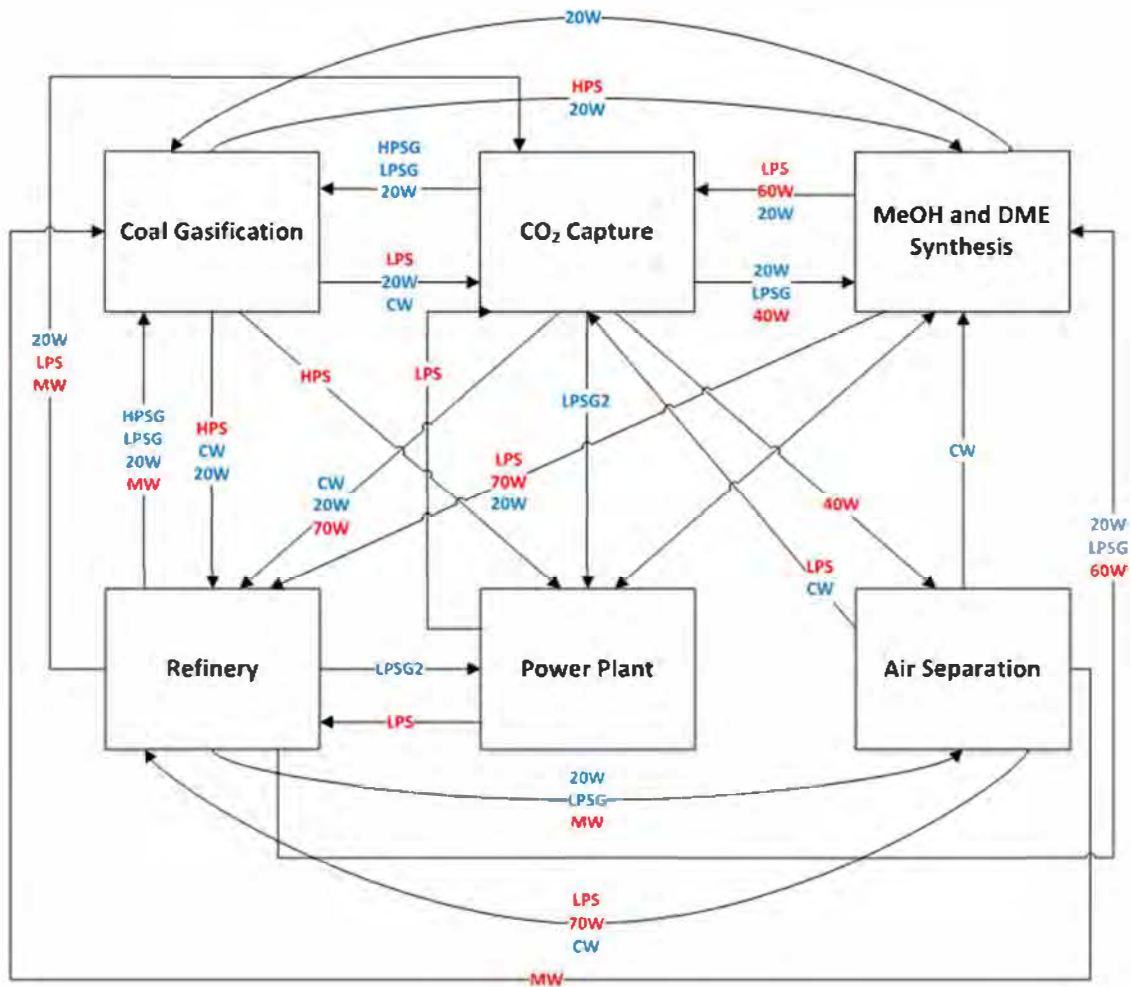 20W
HPS
20W
HPSG
LPSG
20W
LPS
60W
20W
Coal Gasification
CO₂ Capture
MeOH and DME
Synthesis
LPS
20W
CW
20W
LPSG
40W
20W
LPS
MW
HPS
LPS
LPSG2
HPSG
LPSG
20W
MW
HPS
CW
20W
CW
20W
70W
LPS
70W
20W
CW
40W
LPS
CW
20W
LPSG
60W
Refinery
LPSG2
LPS
Power Plant
Air Separation
20W
LPSG
MW
LPS
70W
CW
MW